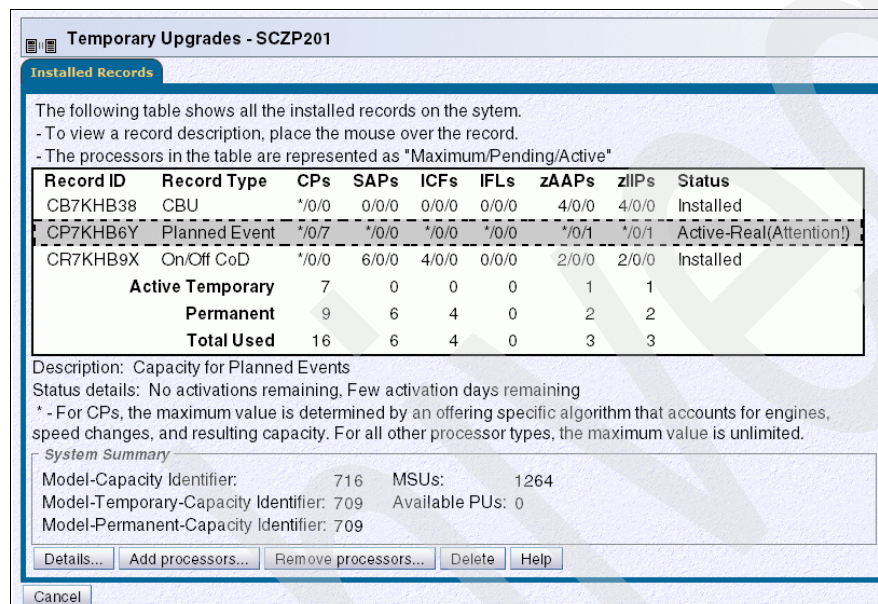 Temporary Upgrades - SCZP201
Installed Records
The following table shows all the installed records on the sytem.
- To view a record description, place the mouse over the record.
- The processors in the table are represented as "Maximum/Pending/Active"
Record ID Record Type CPs SAPs ICFs IFLs zAAPs zIIPs Status
CB7KHB38 CBU */0/0 0/0/0 0/0/0 0/0/0 4/0/0 4/0/0 Installed
CP7KHB6Y Planned Event */0/7 */0/0 */0/0 */0/0 */0/1 */0/1 Active-Real(Attention!)
CR7KHB9X On/Off CoD */0/0 6/0/0 4/0/0 0/0/0 2/0/0 2/0/0 Installed
Active Temporary 7 0 0 0 1 1
Permanent 9 6 4 0 2 2
Total Used 16 6 4 0 3 3
Description: Capacity for Planned Events
Status details: No activations remaining, Few activation days remaining
* - For CPs, the maximum value is determined by an offering specific algorithm that accounts for engines,
speed changes, and resulting capacity. For all other processor types, the maximum value is unlimited.
System Summary
Model-Capacity Identifier: 716 MSUs: 1264
Model-Temporary-Capacity Identifier: 709 Available PUs: 0
Model-Permanent-Capacity Identifier: 709
Details... Add processors... Remove processors... Delete Help
Cancel